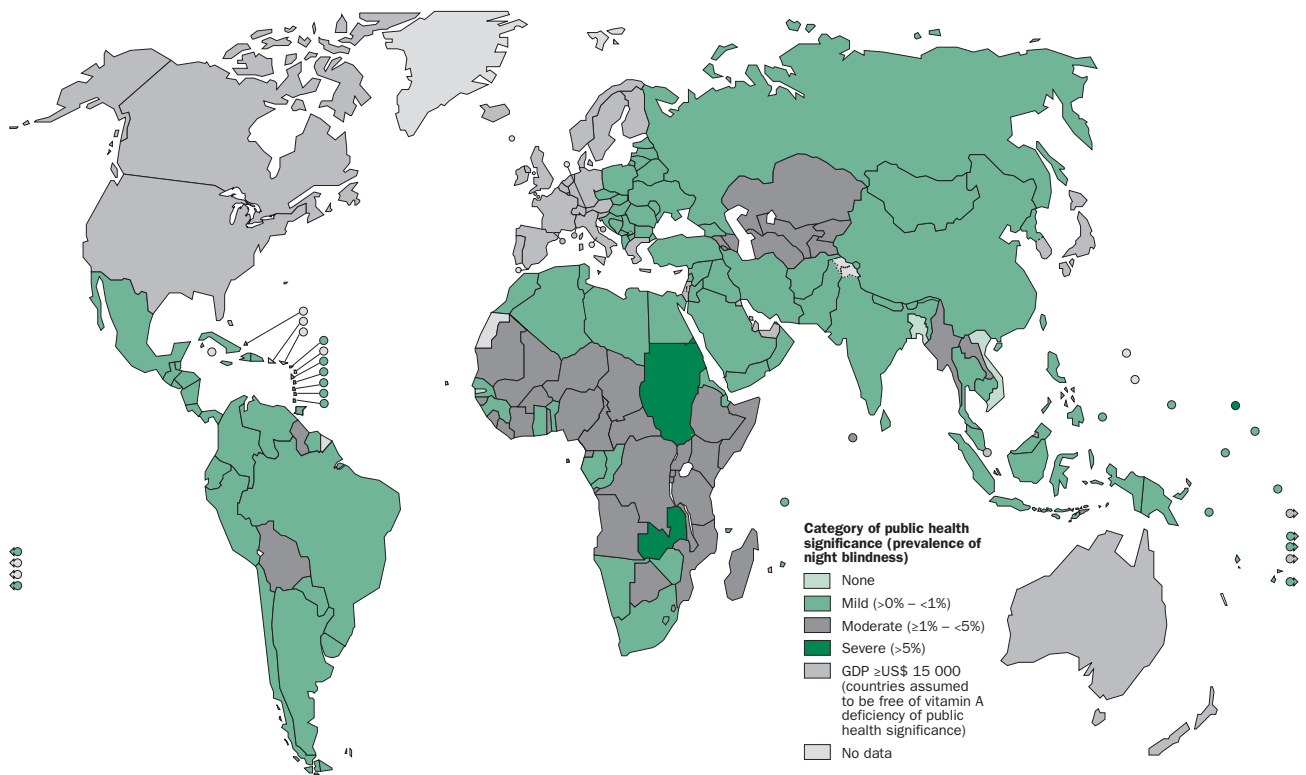 Category of public health
significance (prevalence of
night blindness)
None
Mild (>0% – <1%)
Moderate (≥1% – <5%)
Severe (>5%)
GDP ≥US$ 15 000
(countries assumed
to be free of vitamin A
deficiency of public
health significance)
No data